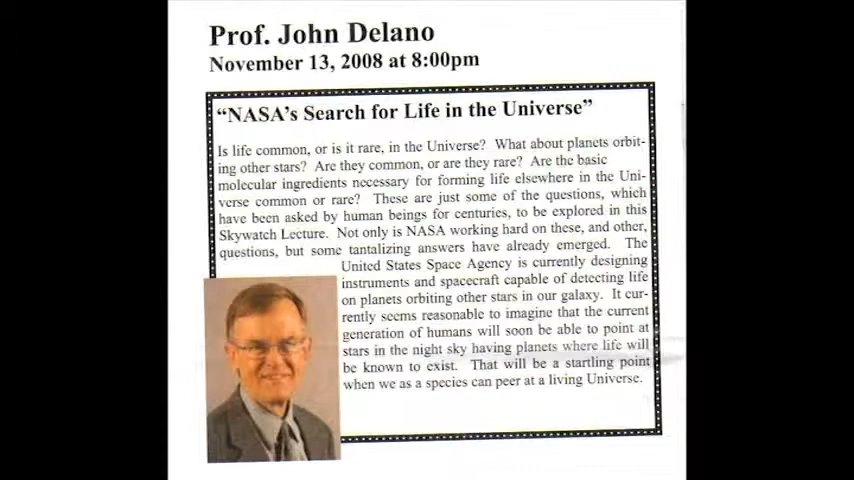 Prof. John Delano
November 13, 2008 at 8:00pm
“NASA’s Search for Life in the Universe”
Is life common, or is it rare, in the Universe? What about planets orbit-
ing other stars? Are they common, or are they rare? Are the basic
molecular ingredients necessary for forming life elsewhere in the Uni-
verse common or rare? These are just some of the questions, which
have been asked by human beings for centuries, to be explored in this
Skywatch Lecture. Not only is NASA working hard on these, and other,
questions, but some tantalizing answers have already emerged. The
United States Space Agency is currently designing
instruments and spacecraft capable of detecting life
on planets orbiting other stars in our galaxy. It cur-
rently seems reasonable to imagine that the current
generation of humans will soon be able to point at
stars in the night sky having planets where life will
be known to exist. That will be a startling point
when we as a species can peer at a living Universe.